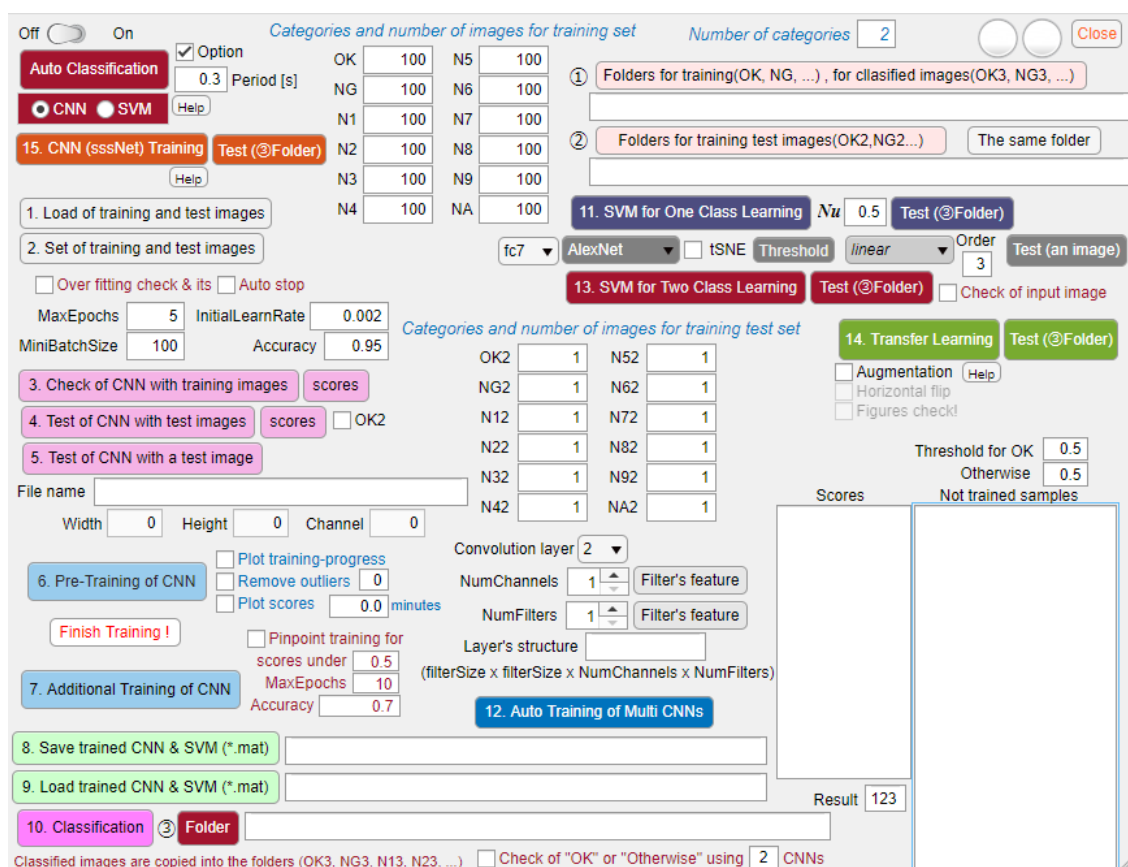 Off On
Categories and number of images for training set
Number of categories 2
Close
Auto Classification
Option
0.3 Period [s]
CNN SVM Help
15. CNN (sssNet) Training Test (③Folder)
Help
OK 100 N5 100
NG 100 N6 100
N1 100 N7 100
N2 100 N8 100
N3 100 N9 100
N4 100 NA 100
① Folders for training(OK, NG, ...) , for cllasified images(OK3, NG3, ...)
② Folders for training test images(OK2,NG2...) The same folder
1. Load of training and test images
2. Set of training and test images
11. SVM for One Class Learning Nu 0.5 Test (③Folder)
fc7 AlexNet tSNE Threshold linear Order 3 Test (an image)
13. SVM for Two Class Learning Test (③Folder) Check of input image
Over fitting check & its Auto stop
MaxEpochs 5 InitialLearnRate 0.002
MiniBatchSize 100 Accuracy 0.95
Categories and number of images for training test set
OK2 1 N52 1
NG2 1 N62 1
N12 1 N72 1
N22 1 N82 1
N32 1 N92 1
N42 1 NA2 1
14. Transfer Learning Test (③Folder)
Augmentation Help
Horizontal flip
Figures check!
3. Check of CNN with training images scores
4. Test of CNN with test images scores OK2
5. Test of CNN with a test image
File name
Width 0 Height 0 Channel 0
Threshold for OK 0.5
Otherwise 0.5
Scores Not trained samples
6. Pre-Training of CNN
Plot training-progress
Remove outliers 0
Plot scores 0.0 minutes
Finish Training !
Pinpoint training for
scores under 0.5
MaxEpochs 10
Accuracy 0.7
7. Additional Training of CNN
Convolution layer 2
NumChannels 1 Filter's feature
NumFilters 1 Filter's feature
Layer's structure
(filterSize x filterSize x NumChannels x NumFilters)
12. Auto Training of Multi CNNs
8. Save trained CNN & SVM (*.mat)
9. Load trained CNN & SVM (*.mat)
Result 123
10. Classification ③ Folder
Classified images are copied into the folders (OK3, NG3, N13, N23, ...) Check of "OK" or "Otherwise" using 2 CNNs